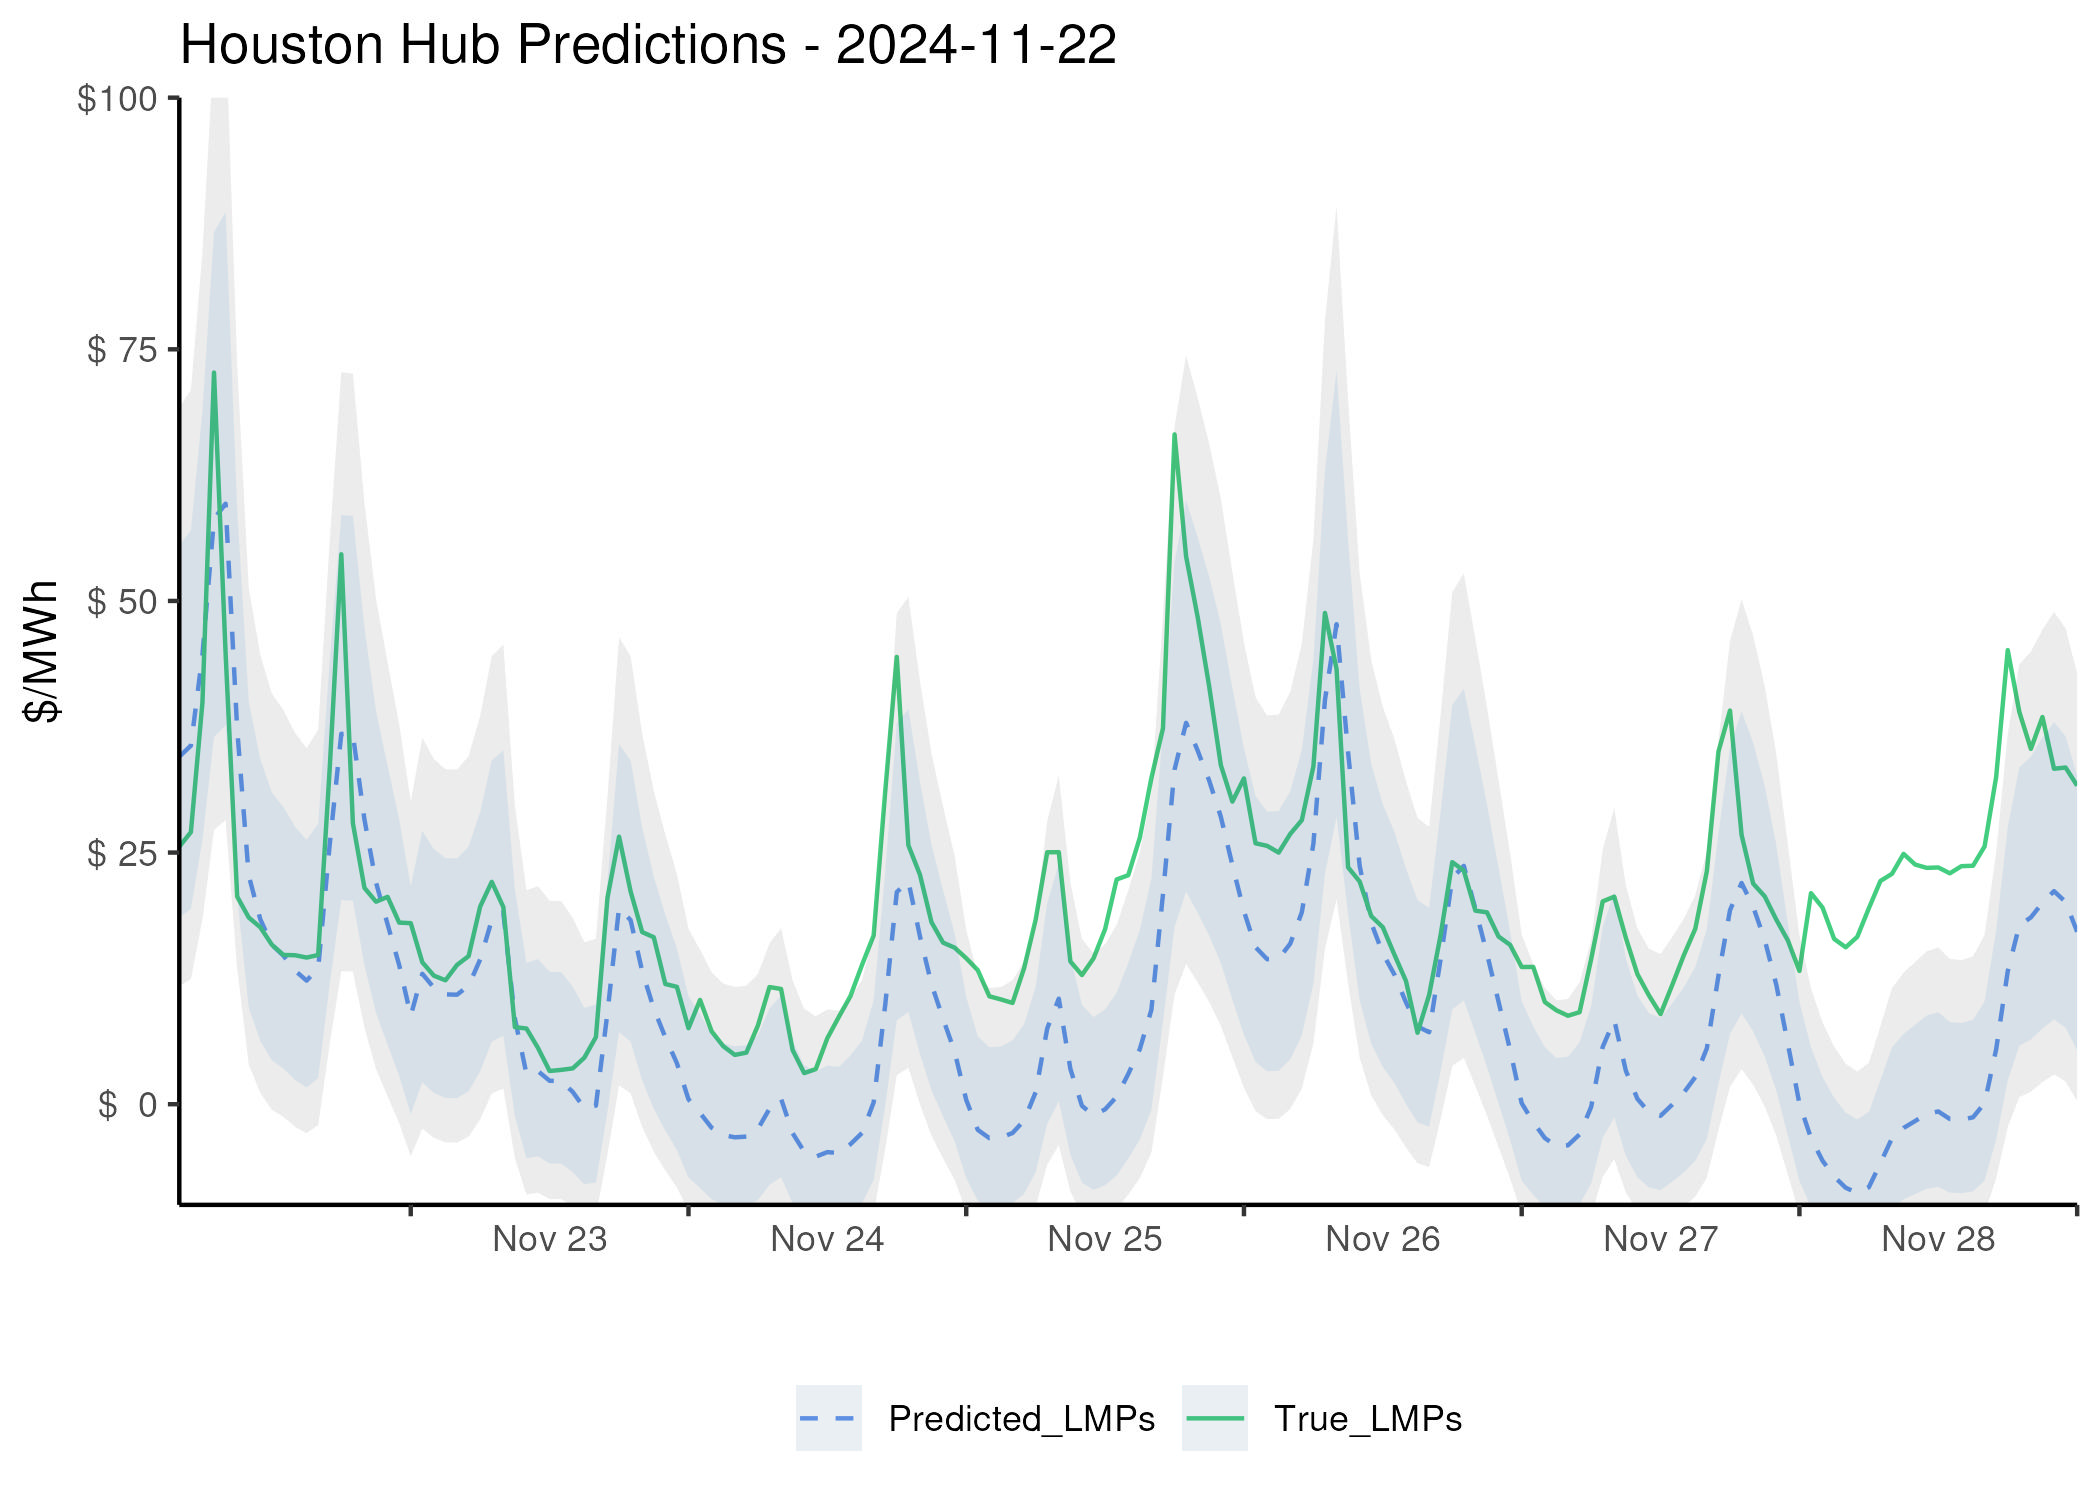 Houston Hub Predictions - 2024-11-22
$100
$ 75
$ 50
$ 25
$ 0
$/MWh
Nov 23 Nov 24 Nov 25 Nov 26 Nov 27 Nov 28
Predicted_LMPs True_LMPs